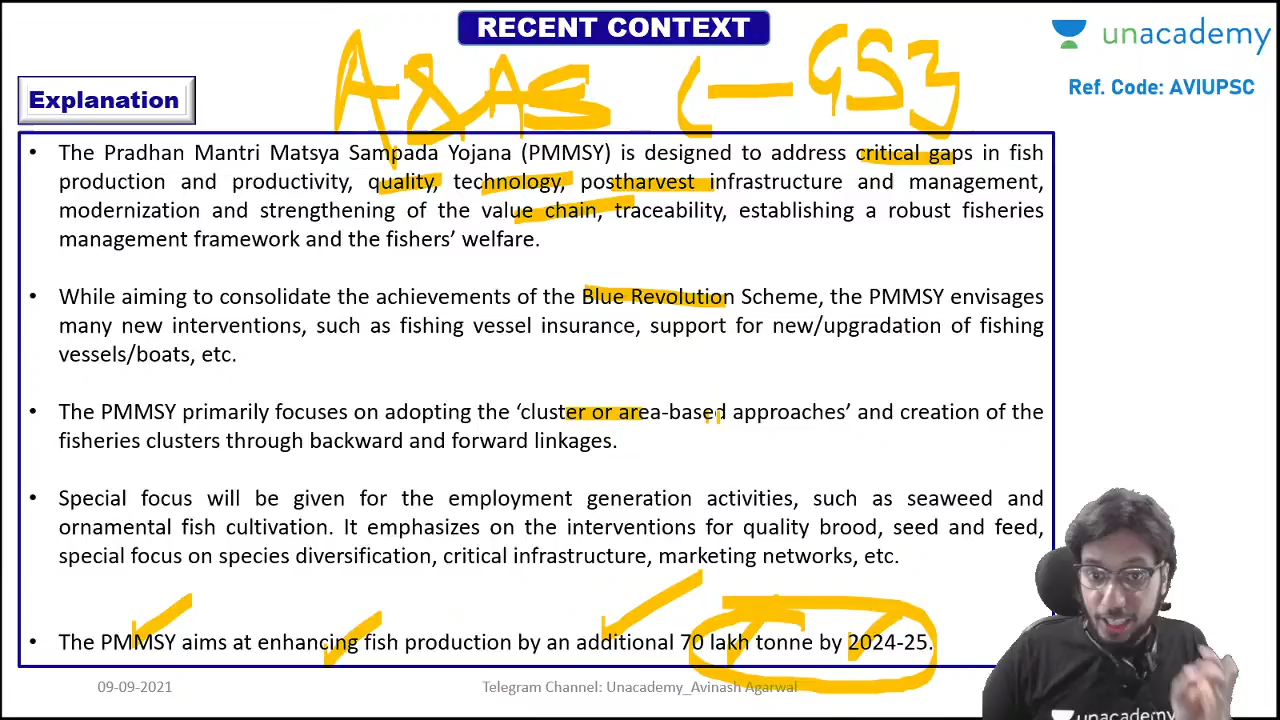 RECENT CONTEXT
unacademy
Ref. Code: AVIUPSC
Explanation
GS3
• The Pradhan Mantri Matsya Sampada Yojana (PMMSY) is designed to address critical gaps in fish
production and productivity, quality, technology, postharvest infrastructure and management,
modernization and strengthening of the value chain, traceability, establishing a robust fisheries
management framework and the fishers’ welfare.
• While aiming to consolidate the achievements of the Blue Revolution Scheme, the PMMSY envisages
many new interventions, such as fishing vessel insurance, support for new/upgradation of fishing
vessels/boats, etc.
• The PMMSY primarily focuses on adopting the ‘cluster or area-based approaches’ and creation of the
fisheries clusters through backward and forward linkages.
• Special focus will be given for the employment generation activities, such as seaweed and
ornamental fish cultivation. It emphasizes on the interventions for quality brood, seed and feed,
special focus on species diversification, critical infrastructure, marketing networks, etc.
• The PMMSY aims at enhancing fish production by an additional 70 lakh tonne by 2024-25.
09-09-2021
Telegram Channel: Unacademy_Avinash Agarwal
unacademy